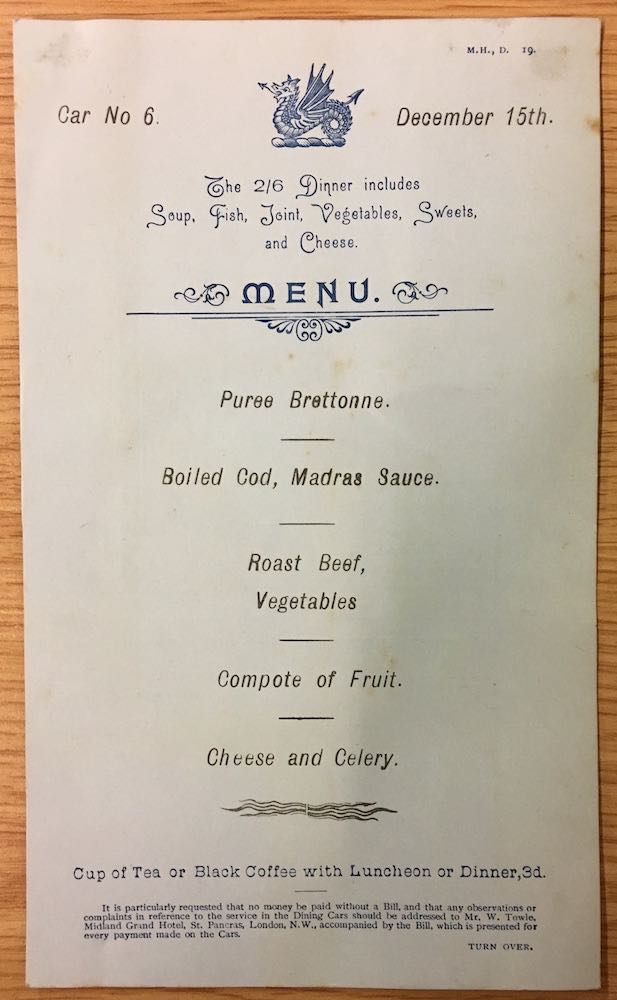 M.H., D. 19.
Car No 6.
December 15th.
The 2/6 Dinner includes
Soup, Fish, Joint, Vegetables, Sweets,
and Cheese.
MENU.
Puree Brettonne.
Boiled Cod, Madras Sauce.
Roast Beef,
Vegetables
Compote of Fruit.
Cheese and Celery.
Cup of Tea or Black Coffee with Luncheon or Dinner,3d.
It is particularly requested that no money be paid without a Bill, and that any observations or
complaints in reference to the service in the Dining Cars should be addressed to Mr. W. Towle,
Midland Grand Hotel, St. Pancras, London, N.W., accompanied by the Bill, which is presented for
every payment made on the Cars.
TURN OVER.